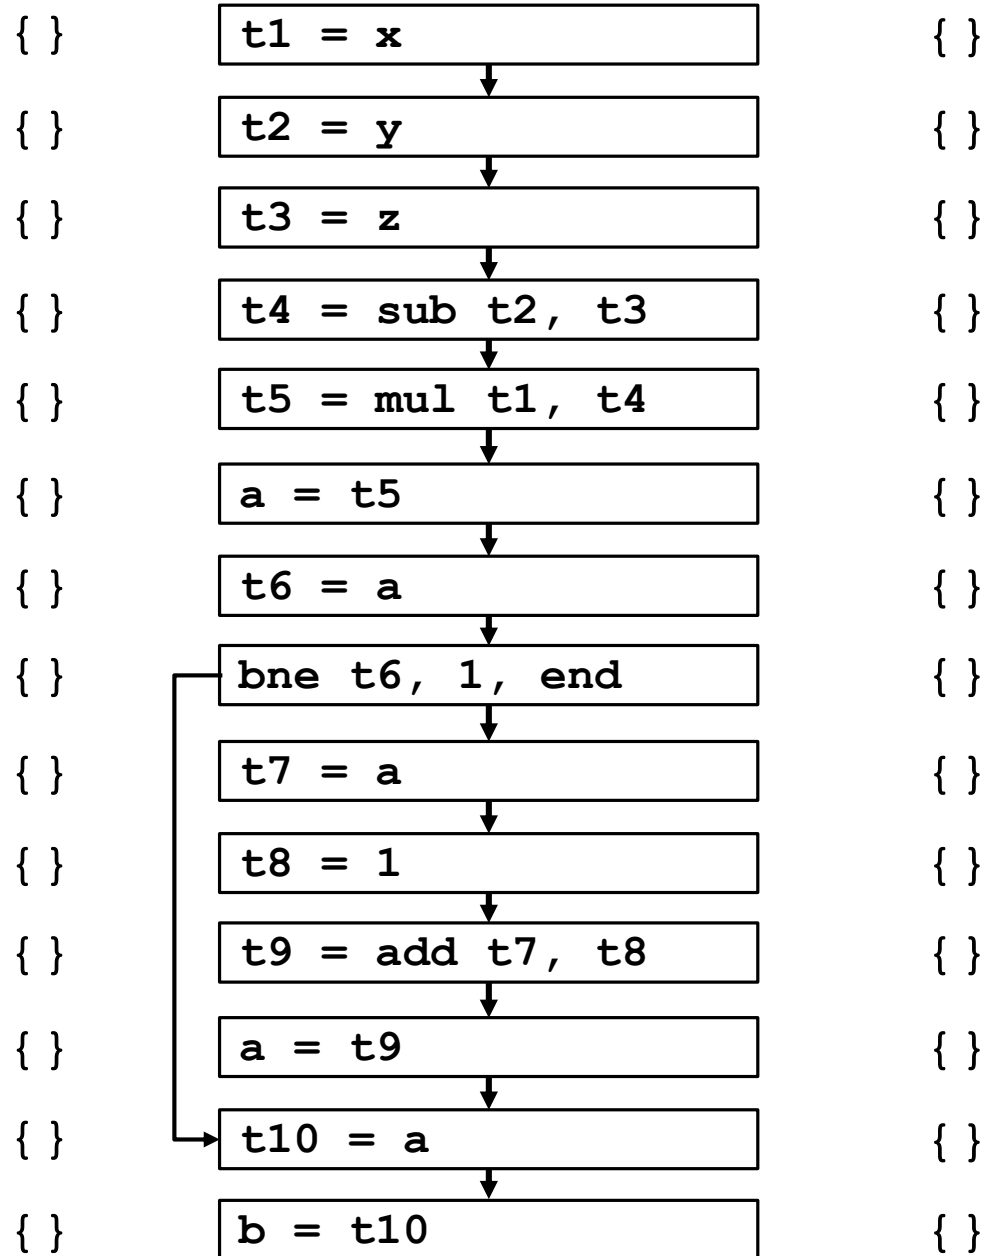 { } t1 = x { }
{ } t2 = y { }
{ } t3 = z { }
{ } t4 = sub t2, t3 { }
{ } t5 = mul t1, t4 { }
{ } a = t5 { }
{ } t6 = a { }
{ } bne t6, 1, end { }
{ } t7 = a { }
{ } t8 = 1 { }
{ } t9 = add t7, t8 { }
{ } a = t9 { }
{ } t10 = a { }
{ } b = t10 { }